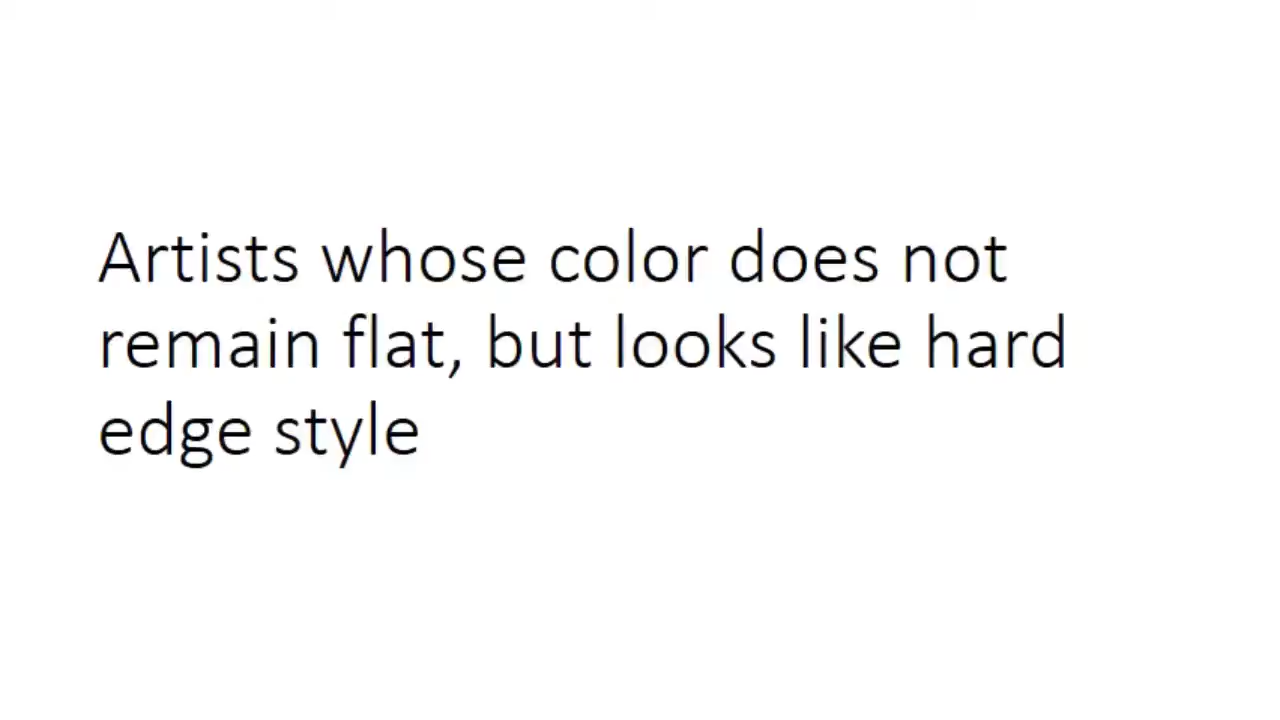 Artists whose color does not
remain flat, but looks like hard
edge style